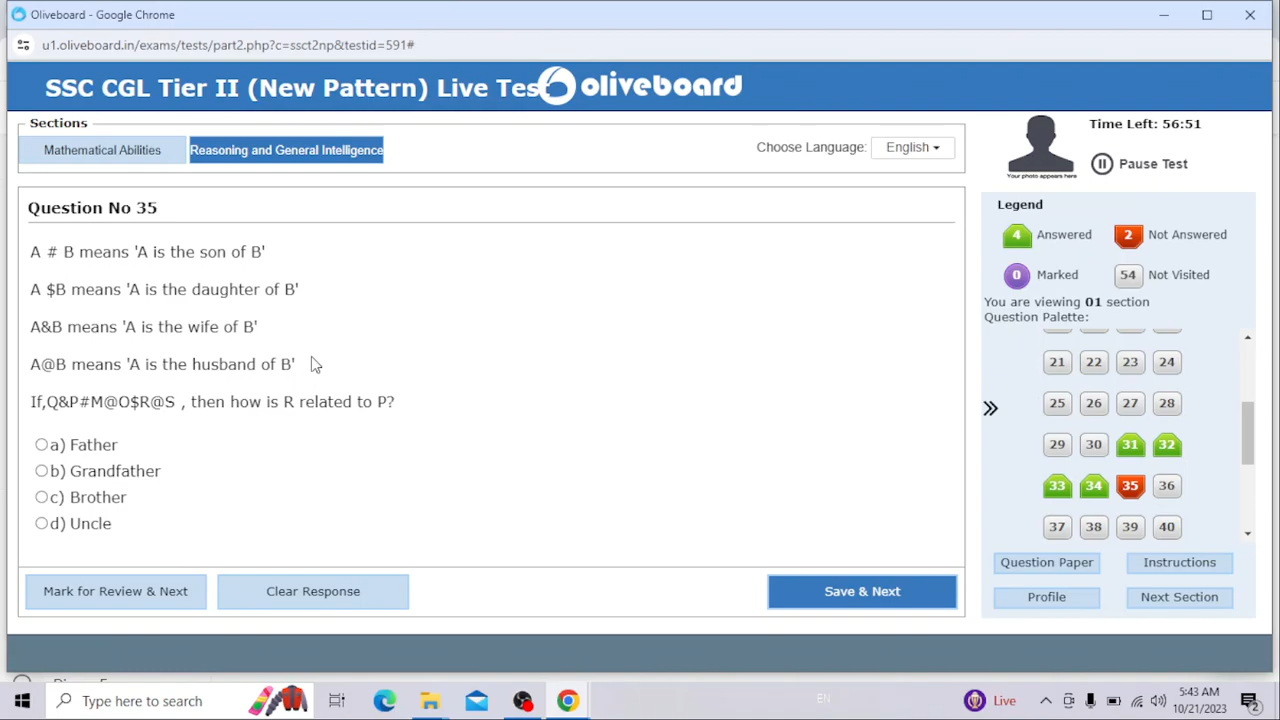 Oliveboard - Google Chrome
u1.oliveboard.in/exams/tests/part2.php?c=ssct2np&testid=591#
SSC CGL Tier II (New Pattern) Live Tes
oliveboard
Sections
Mathematical Abilities
Reasoning and General Intelligence
Choose Language: English
Your photo appears here
Time Left: 56:51
Pause Test
Question No 35
A # B means 'A is the son of B'
A $B means 'A is the daughter of B'
A&B means 'A is the wife of B'
A@B means 'A is the husband of B'
If,Q&P#M@O$R@S , then how is R related to P?
a) Father
b) Grandfather
c) Brother
d) Uncle
Mark for Review & Next
Clear Response
Save & Next
Legend
4 Answered 2 Not Answered
0 Marked 54 Not Visited
You are viewing 01 section
Question Palette:
21 22 23 24
25 26 27 28
29 30 31 32
33 34 35 36
37 38 39 40
Question Paper Instructions
Profile Next Section
Type here to search
EN
Live
5:43 AM
10/21/2023
2